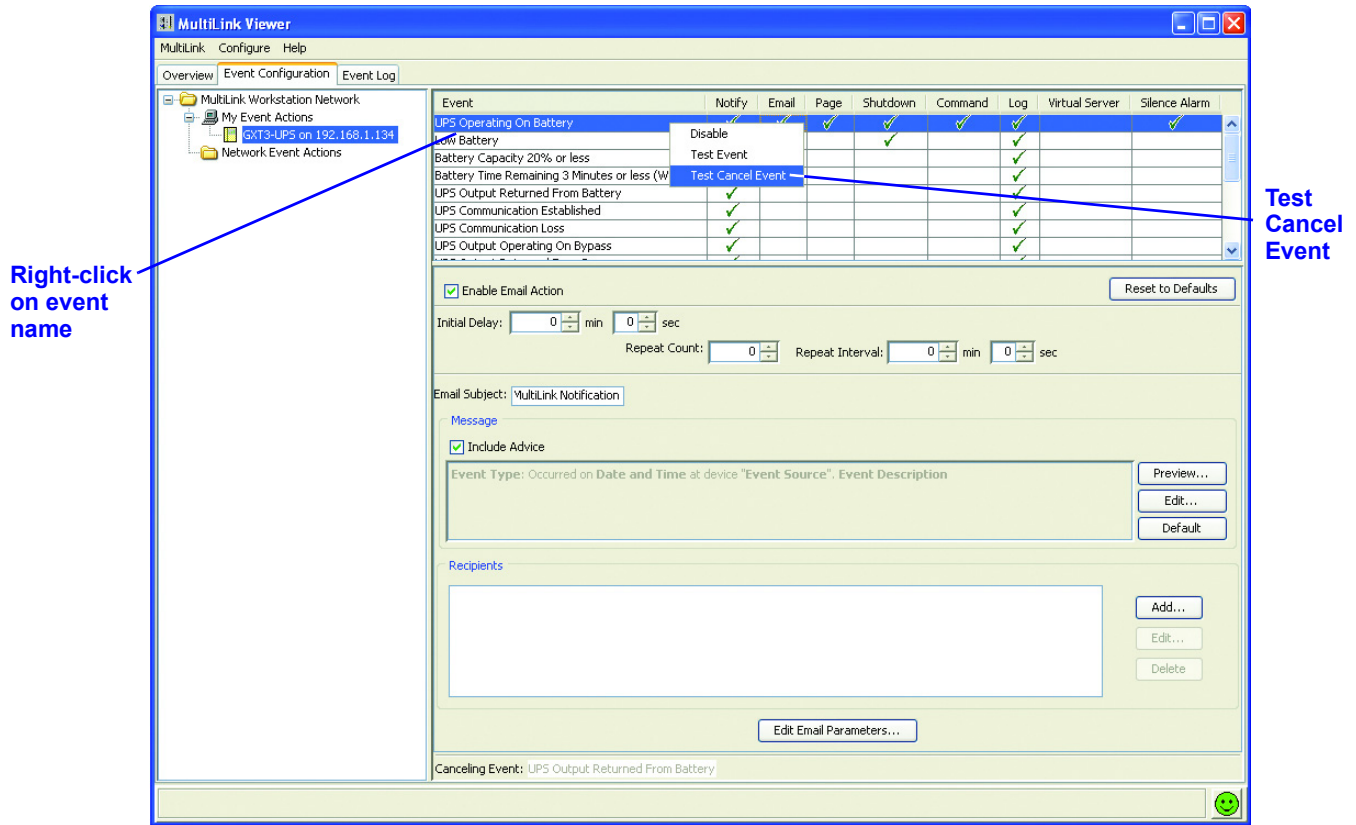 MultiLink Viewer
MultiLink Configure Help
Overview Event Configuration Event Log
MultiLink Workstation Network
My Event Actions
GXT3-UPS on 192.168.1.134
Network Event Actions
Event Notify Email Page Shutdown Command Log Virtual Server Silence Alarm
UPS Operating On Battery
Low Battery
Battery Capacity 20% or less
Battery Time Remaining 3 Minutes or less (W
UPS Output Returned From Battery
UPS Communication Established
UPS Communication Loss
UPS Output Operating On Bypass
Disable
Test Event
Test Cancel Event
Test
Cancel
Event
Right-click
on event
name
Enable Email Action
Reset to Defaults
Initial Delay: 0 min 0 sec
Repeat Count: 0 Repeat Interval: 0 min 0 sec
Email Subject: MultiLink Notification
Message
Include Advice
Event Type: Occurred on Date and Time at device "Event Source". Event Description
Preview...
Edit...
Default
Recipients
Add...
Edit...
Delete
Edit Email Parameters...
Canceling Event: UPS Output Returned From Battery